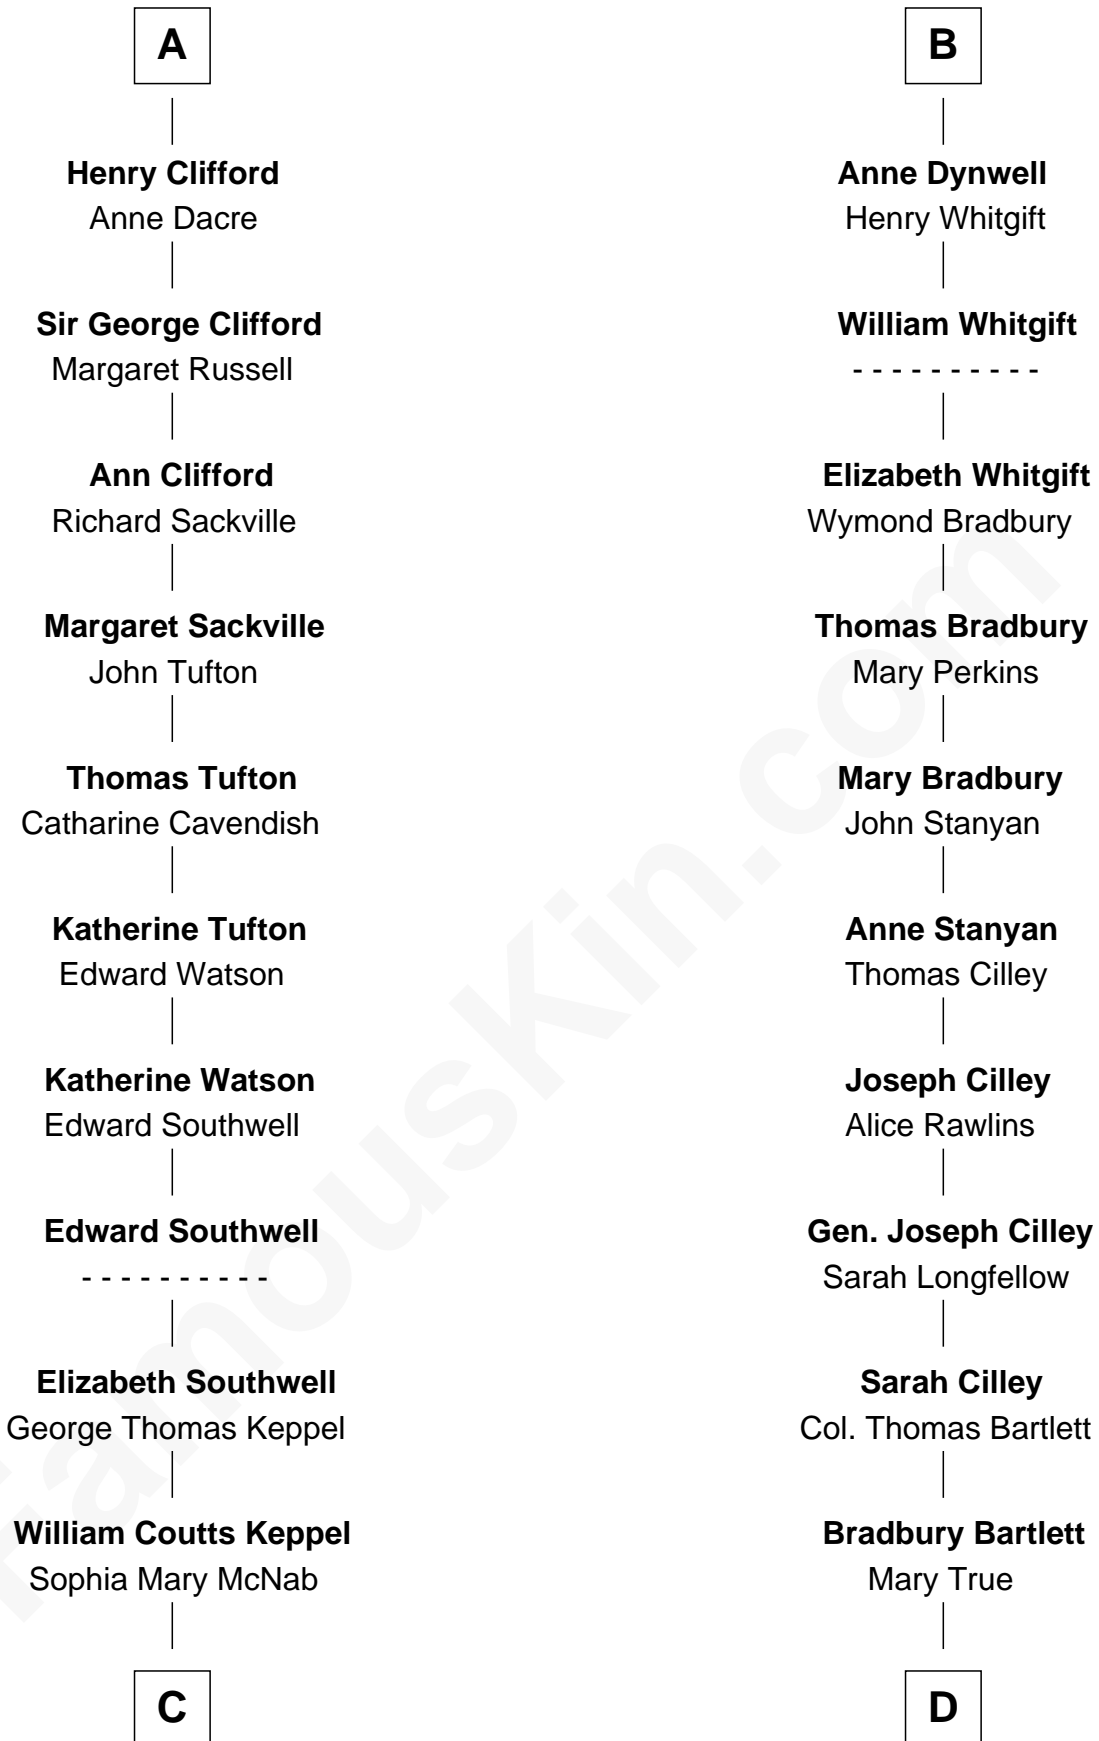 A
Henry Clifford
Anne Dacre
Sir George Clifford
Margaret Russell
Ann Clifford
Richard Sackville
Margaret Sackville
John Tufton
Thomas Tufton
Catharine Cavendish
Katherine Tufton
Edward Watson
Katherine Watson
Edward Southwell
Edward Southwell
- - - - - - - - - -
Elizabeth Southwell
George Thomas Keppel
William Coutts Keppel
Sophia Mary McNab
C
B
Anne Dynwell
Henry Whitgift
William Whitgift
- - - - - - - - - -
Elizabeth Whitgift
Wymond Bradbury
Thomas Bradbury
Mary Perkins
Mary Bradbury
John Stanyan
Anne Stanyan
Thomas Cilley
Joseph Cilley
Alice Rawlins
Gen. Joseph Cilley
Sarah Longfellow
Sarah Cilley
Col. Thomas Bartlett
Bradbury Bartlett
Mary True
D
FamousKin.com